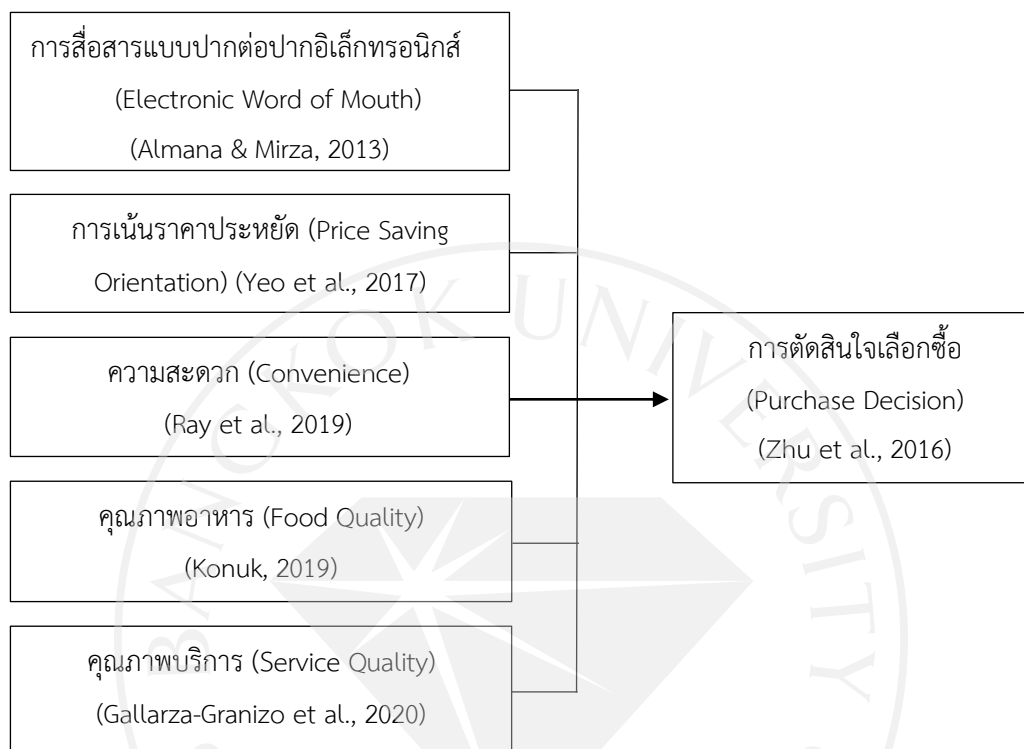 การสื่อสารแบบปากต่อปากอิเล็กทรอนิกส์
(Electronic Word of Mouth)
(Almana & Mirza, 2013)
การเน้นราคาประหยัด (Price Saving
Orientation) (Yeo et al., 2017)
ความสะดวก (Convenience)
(Ray et al., 2019)
คุณภาพอาหาร (Food Quality)
(Konuk, 2019)
คุณภาพบริการ (Service Quality)
(Gallarza-Granizo et al., 2020)
การตัดสินใจเลือกซื้อ
(Purchase Decision)
(Zhu et al., 2016)
BANGKOK UNIVERSITY